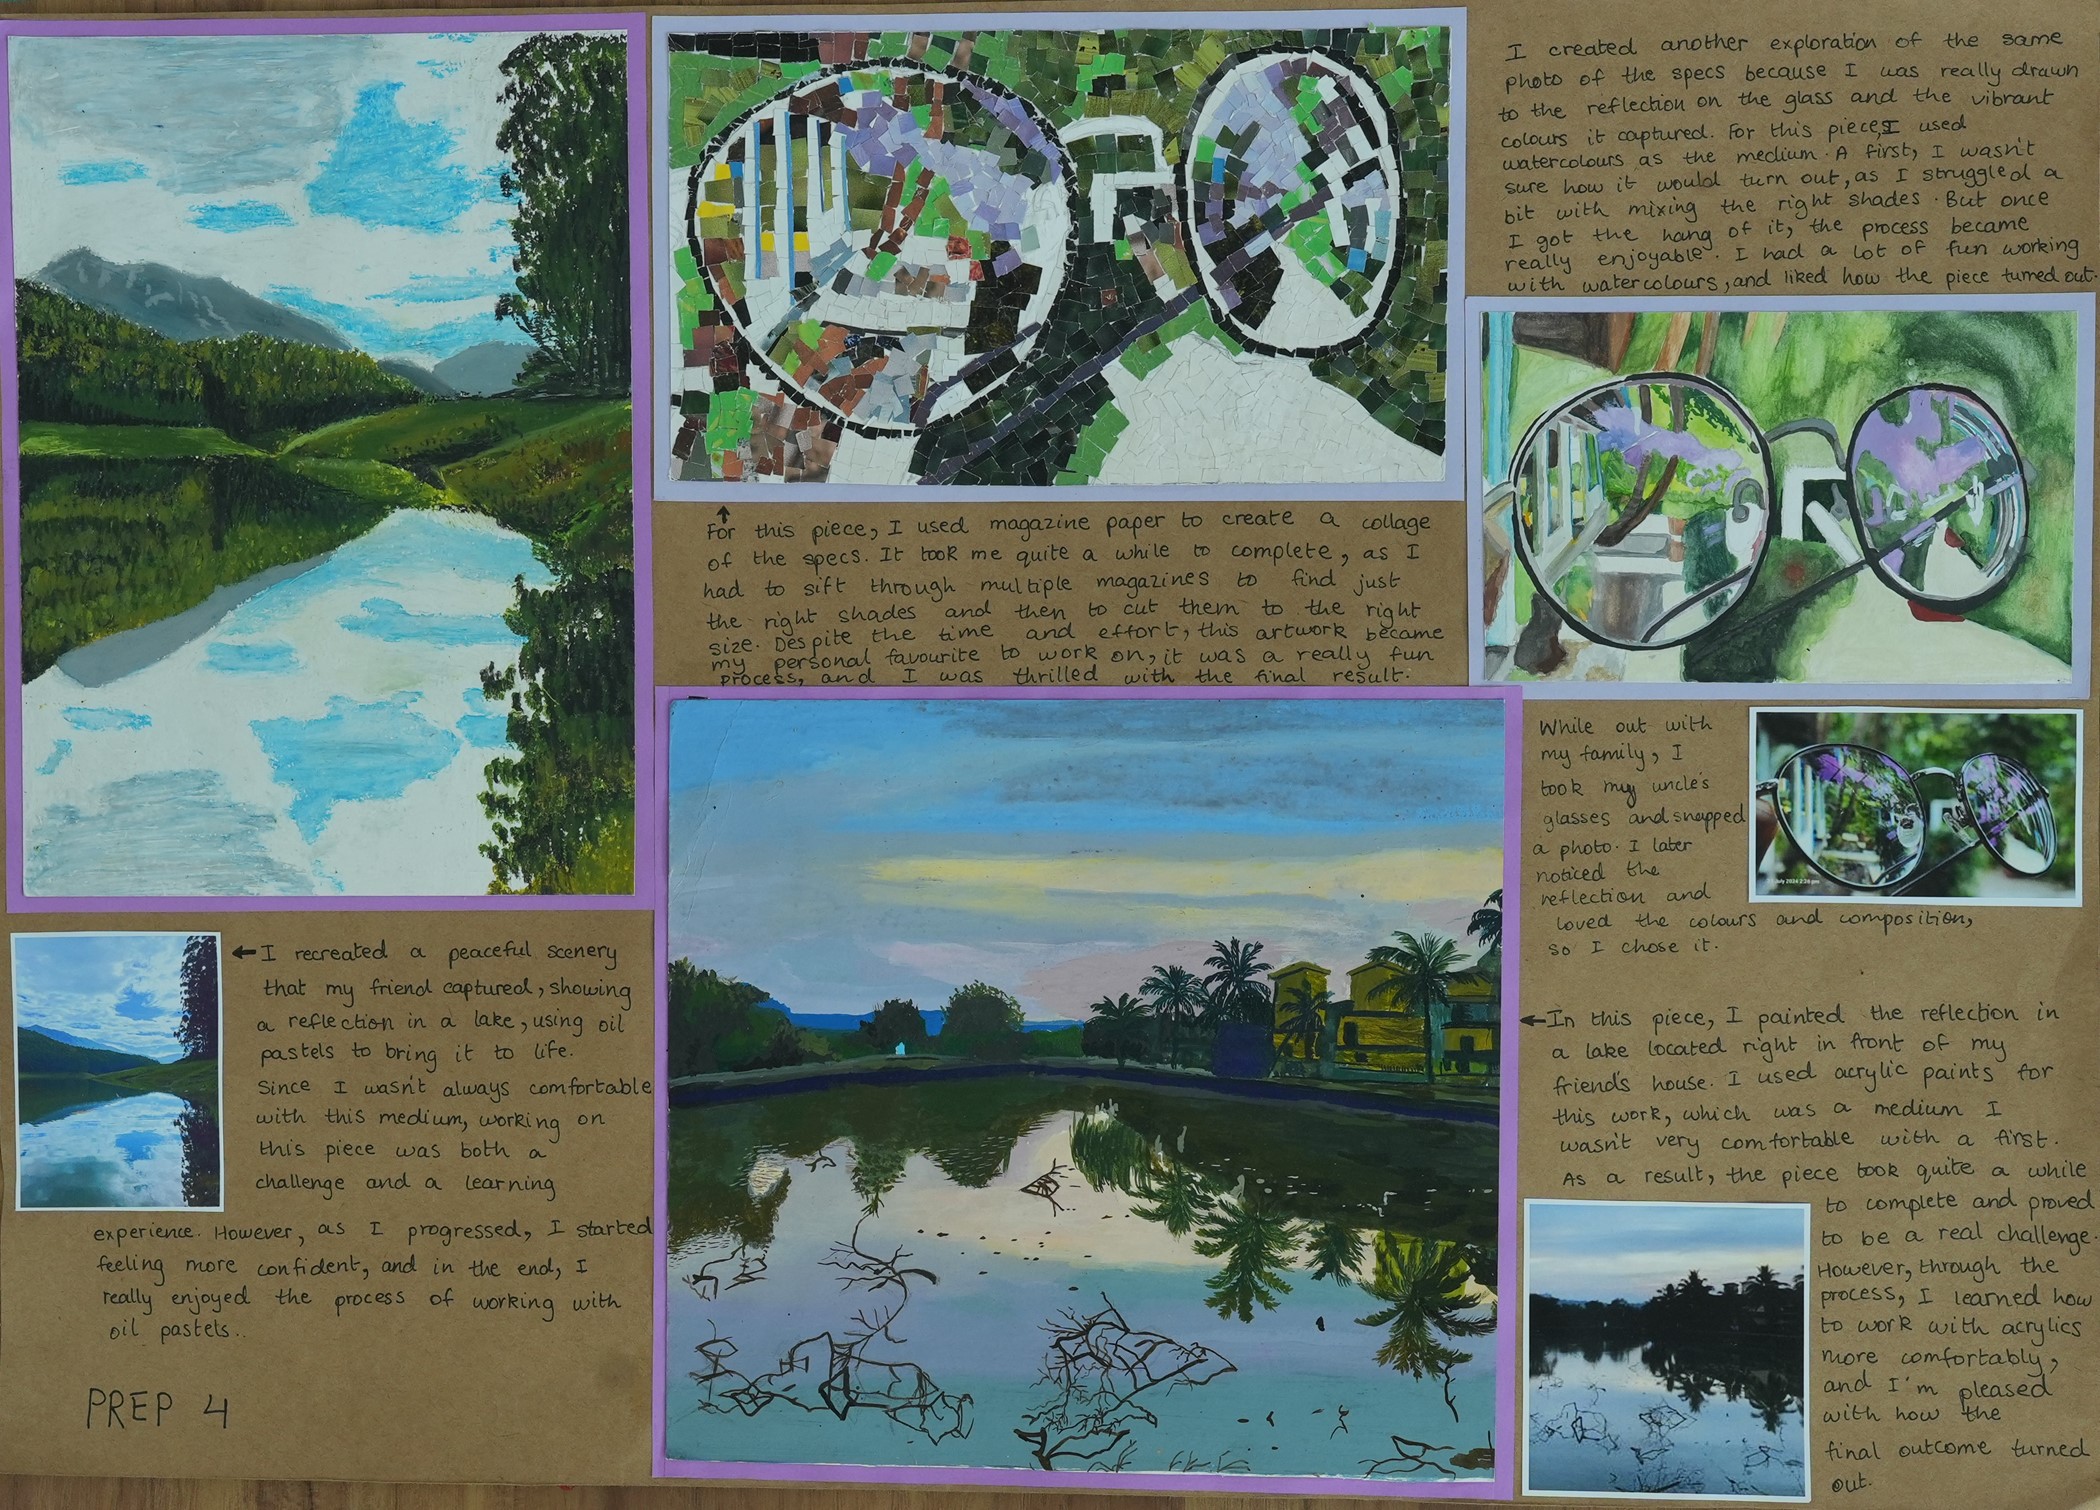 I created another exploration of the same
photo of the specs because I was really drawn
to the reflection on the glass and the vibrant
colours it captured. For this piece, I used
watercolours as the medium. A first, I wasn't
sure how it would turn out, as I struggled a
bit with mixing the right shades. But once
I got the hang of it, the process became
really enjoyable. I had a lot of fun working
with watercolours, and liked how the piece turned out.
For this piece, I used magazine paper to create a collage
of the specs. It took me quite a while to complete, as I
had to sift through multiple magazines to find just
the right shades and then to cut them to the right
size. Despite the time and effort, this artwork became
my personal favourite to work on, it was a really fun
process, and I was thrilled with the final result.
While out with
my family, I
took my uncle's
glasses and snapped
a photo. I later
noticed the
reflection and
loved the colours and composition,
so I chose it.
July 2024 2:36 pm
I recreated a peaceful scenery
that my friend captured, showing
a reflection in a lake, using oil
pastels to bring it to life.
Since I wasn't always comfortable
with this medium, working on
this piece was both a
challenge and a learning
experience. However, as I progressed, I started
feeling more confident, and in the end, I
really enjoyed the process of working with
oil pastels..
In this piece, I painted the reflection in
a lake located right in front of my
friend's house. I used acrylic paints for
this work, which was a medium I
wasn't very comfortable with a first.
As a result, the piece took quite a while
to complete and proved
to be a real challenge.
However, through the
process, I learned how
to work with acrylics
more comfortably,
and I'm pleased
with how the
final outcome turned
out.
PREP 4